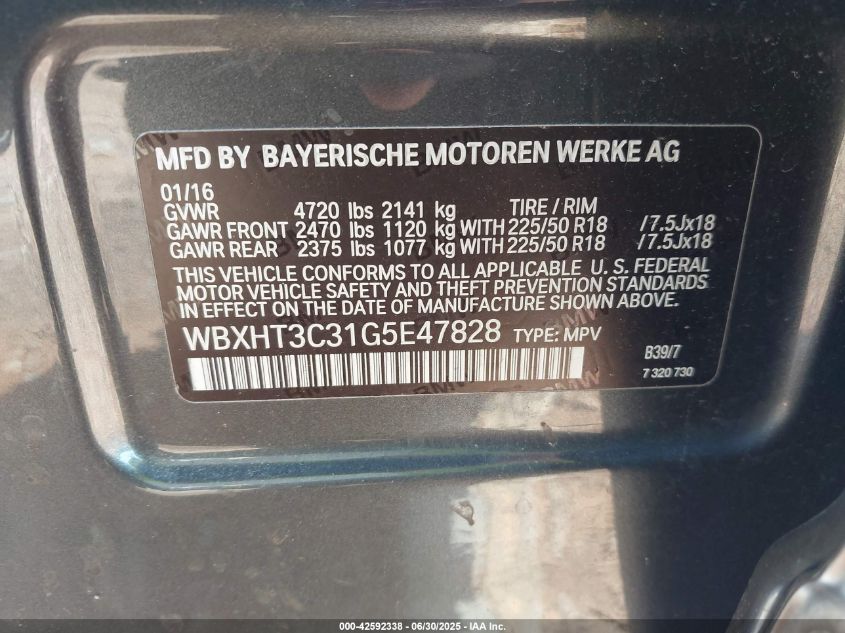 MFD BY BAYERISCHE MOTOREN WERKE AG
01/16
GVWR 4720 lbs 2141 kg TIRE / RIM
GAWR FRONT 2470 lbs 1120 kg WITH 225/50 R18 /7.5Jx18
GAWR REAR 2375 lbs 1077 kg WITH 225/50 R18 /7.5Jx18
THIS VEHICLE CONFORMS TO ALL APPLICABLE U. S. FEDERAL
MOTOR VEHICLE SAFETY AND THEFT PREVENTION STANDARDS
IN EFFECT ON THE DATE OF MANUFACTURE SHOWN ABOVE.
WBXHT3C31G5E47828 TYPE: MPV
B39/7
7 320 730
000-42592338 - 06/30/2025 - IAA Inc.